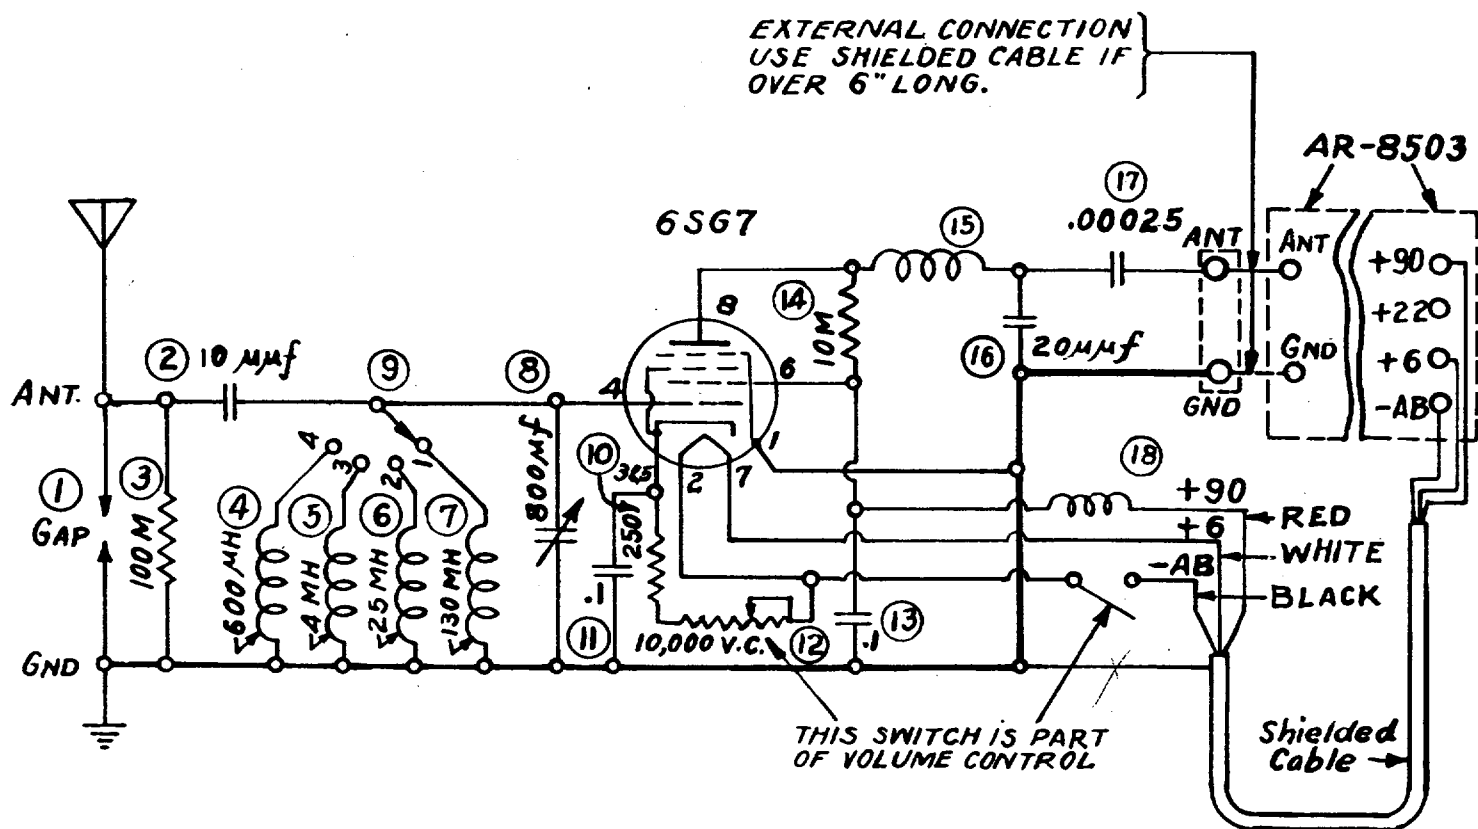 EXTERNAL CONNECTION
USE SHIELDED CABLE IF
OVER 6" LONG.
AR-8503
17
.00025
6SG7
15
ANT
ANT
+90
8
14
10M
+22
2
10 μμf
9
8
16
20μμf
GND
+6
6
4
ANT.
GND
-AB
1
GAP
3
100M
4
3
2
1
4
600μH
5
4 MH
6
25 MH
7
130 MH
800μμf
10
3&5
250
2
7
1
18
+90
RED
+6
WHITE
-AB
BLACK
.1
11
10,000 V.C.
12
13
.1
GND
THIS SWITCH IS PART
OF VOLUME CONTROL
Shielded
Cable